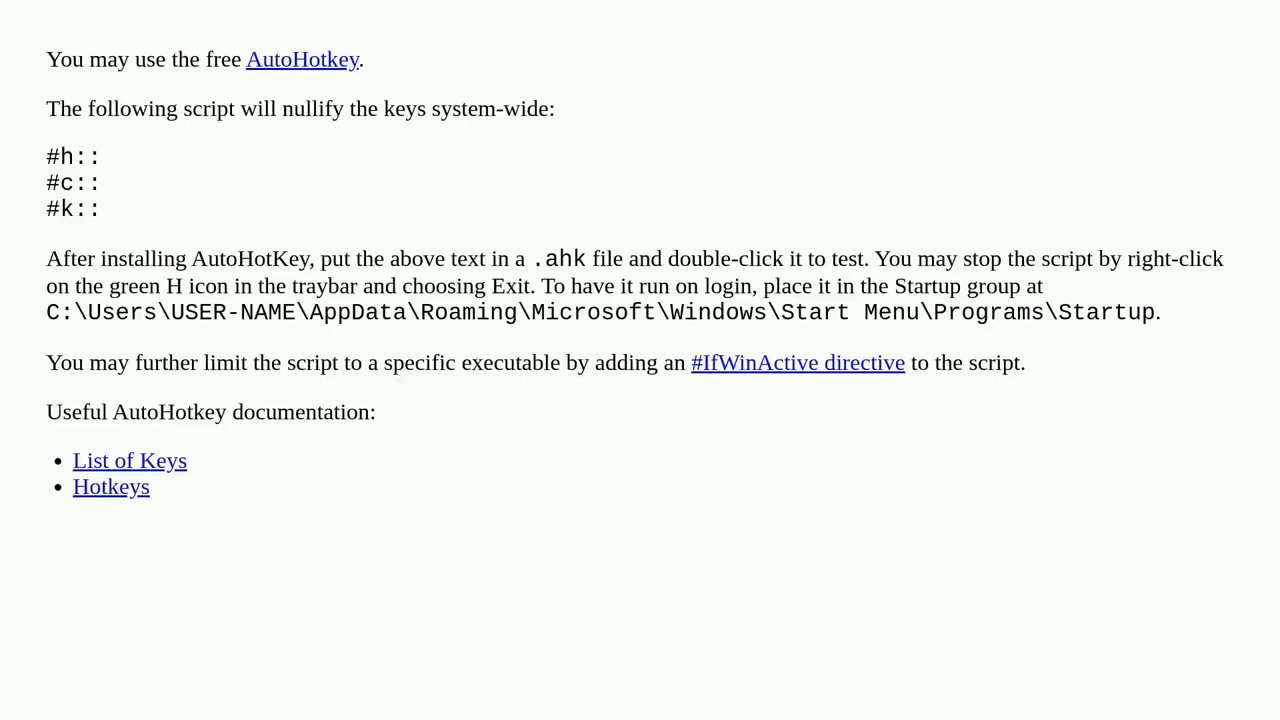 You may use the free AutoHotkey.
The following script will nullify the keys system-wide:
#h::
#c::
#k::
After installing AutoHotKey, put the above text in a .ahk file and double-click it to test. You may stop the script by right-click
on the green H icon in the traybar and choosing Exit. To have it run on login, place it in the Startup group at
C:\Users\USER-NAME\AppData\Roaming\Microsoft\Windows\Start Menu\Programs\Startup.
You may further limit the script to a specific executable by adding an #IfWinActive directive to the script.
Useful AutoHotkey documentation:
• List of Keys
• Hotkeys